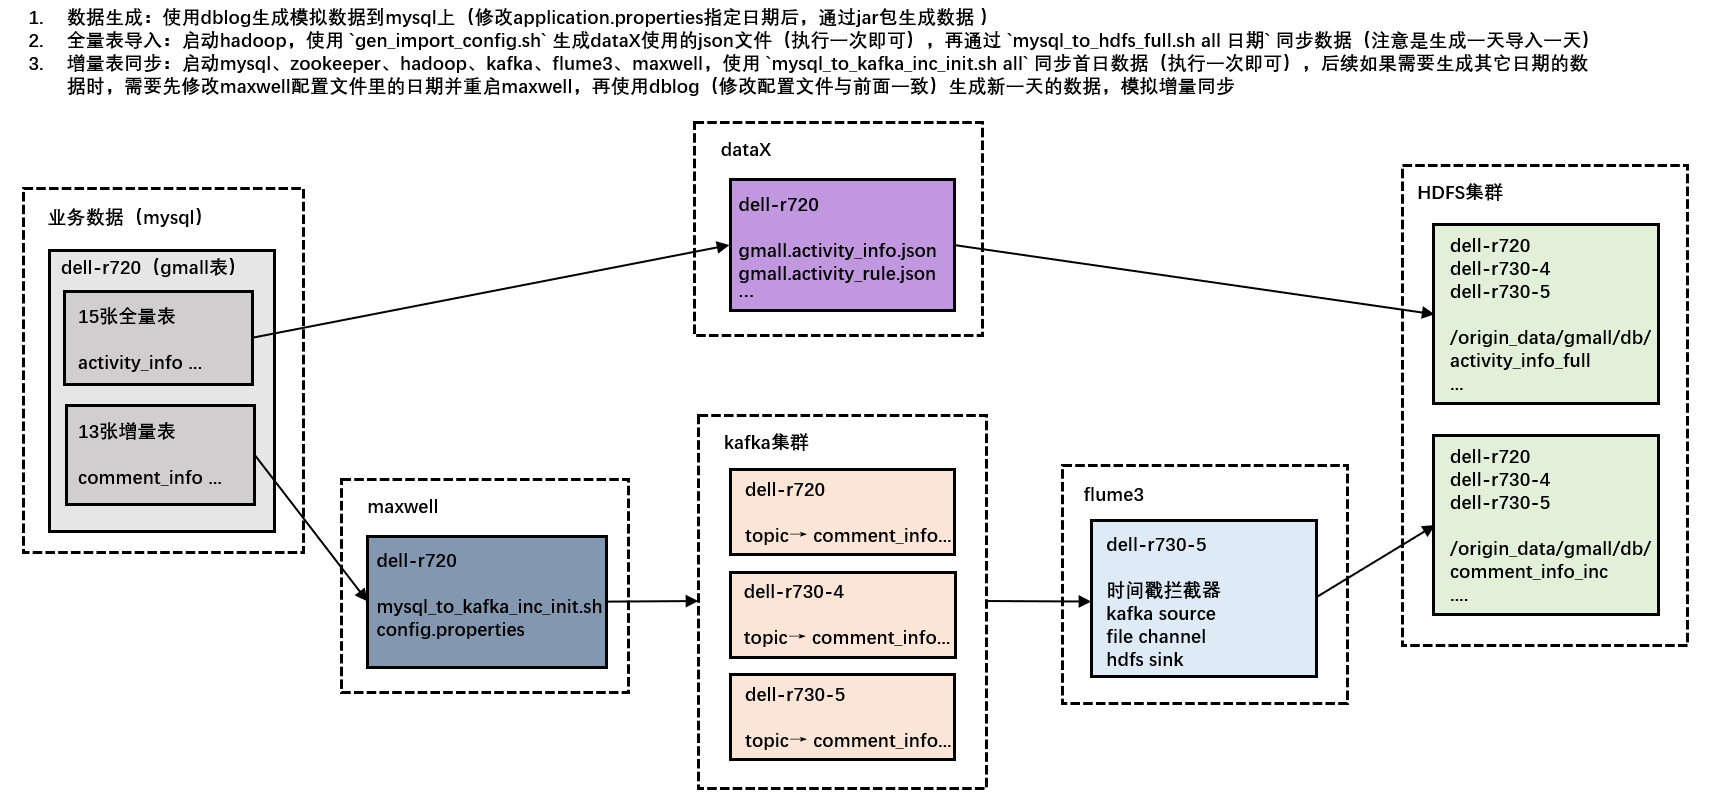 1. 数据生成：使用dblog生成模拟数据到mysql上（修改application.properties指定日期后，通过jar包生成数据 ）
2. 全量表导入：启动hadoop，使用 `gen_import_config.sh` 生成dataX使用的json文件（执行一次即可），再通过 `mysql_to_hdfs_full.sh all 日期` 同步数据（注意是生成一天导入一天）
3. 增量表同步：启动mysql、zookeeper、hadoop、kafka、flume3、maxwell，使用 `mysql_to_kafka_inc_init.sh all` 同步首日数据（执行一次即可），后续如果需要生成其它日期的数
据时，需要先修改maxwell配置文件里的日期并重启maxwell，再使用dblog（修改配置文件与前面一致）生成新一天的数据，模拟增量同步
业务数据（mysql）
dell-r720（gmall表）
15张全量表
activity_info ...
13张增量表
comment_info ...
dataX
dell-r720
gmall.activity_info.json
gmall.activity_rule.json
...
maxwell
dell-r720
mysql_to_kafka_inc_init.sh
config.properties
kafka集群
dell-r720
topic→ comment_info...
dell-r730-4
topic→ comment_info...
dell-r730-5
topic→ comment_info...
flume3
dell-r730-5
时间戳拦截器
kafka source
file channel
hdfs sink
HDFS集群
dell-r720
dell-r730-4
dell-r730-5
/origin_data/gmall/db/
activity_info_full
...
dell-r720
dell-r730-4
dell-r730-5
/origin_data/gmall/db/
comment_info_inc
....